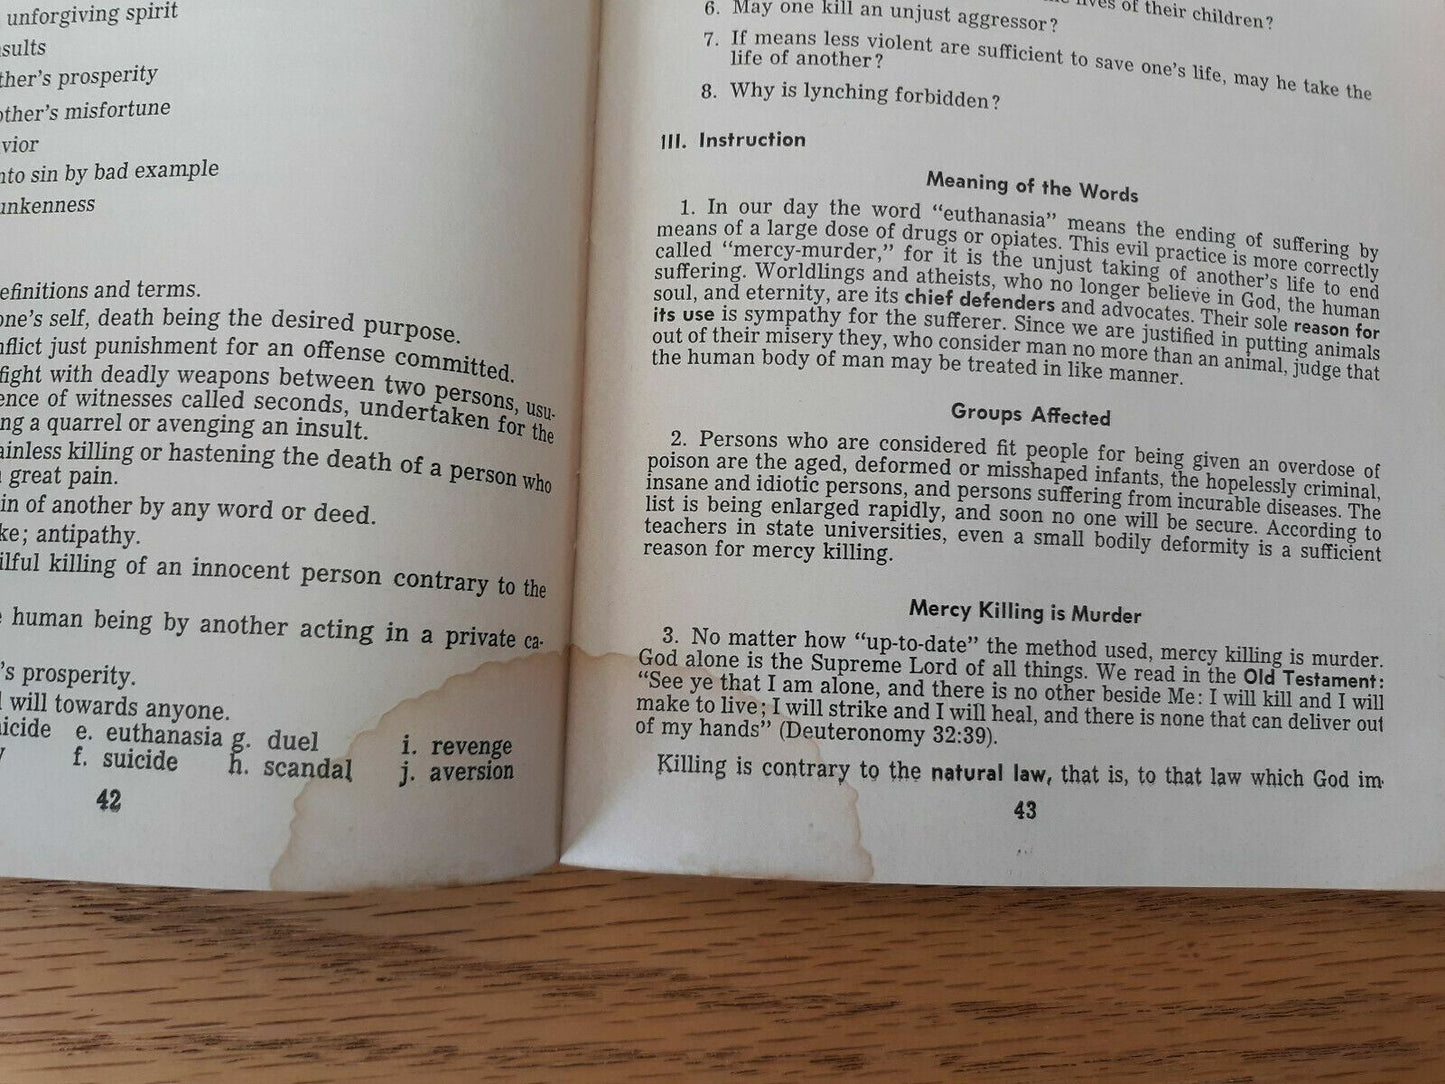 unforgiving spirit
ther's prosperity
other's misfortune
nto sin by bad example
unkenness
efinitions and terms.
one's self, death being the desired purpose.
nflict just punishment for an offense committed.
fight with deadly weapons between two persons, usu-
ence of witnesses called seconds, undertaken for the
ng a quarrel or avenging an insult.
ainless killing or hastening the death of a person who
great pain.
in of another by any word or deed.
ke; antipathy.
ilful killing of an innocent person contrary to the
human being by another acting in a private ca-
's prosperity.
will towards anyone.
icide e. euthanasia g. duel i. revenge
f. suicide h. scandal j. aversion
42
lives of their children?
6. May one kill an unjust aggressor?
7. If means less violent are sufficient to save one's life, may he take the
life of another?
8. Why is lynching forbidden?
III. Instruction
Meaning of the Words
1. In our day the word "euthanasia" means the ending of suffering by
means of a large dose of drugs or opiates. This evil practice is more correctly
called "mercy-murder," for it is the unjust taking of another's life to end
suffering. Worldlings and atheists, who no longer believe in God, the human
soul, and eternity, are its chief defenders and advocates. Their sole reason for
its use is sympathy for the sufferer. Since we are justified in putting animals
out of their misery they, who consider man no more than an animal, judge that
the human body of man may be treated in like manner.
Groups Affected
2. Persons who are considered fit people for being given an overdose of
poison are the aged, deformed or misshaped infants, the hopelessly criminal,
insane and idiotic persons, and persons suffering from incurable diseases. The
list is being enlarged rapidly, and soon no one will be secure. According to
teachers in state universities, even a small bodily deformity is a sufficient
reason for mercy killing.
Mercy Killing is Murder
3. No matter how "up-to-date" the method used, mercy killing is murder.
God alone is the Supreme Lord of all things. We read in the Old Testament:
"See ye that I am alone, and there is no other beside Me: I will kill and I will
make to live; I will strike and I will heal, and there is none that can deliver out
of my hands" (Deuteronomy 32:39).
Killing is contrary to the natural law, that is, to that law which God im-
43